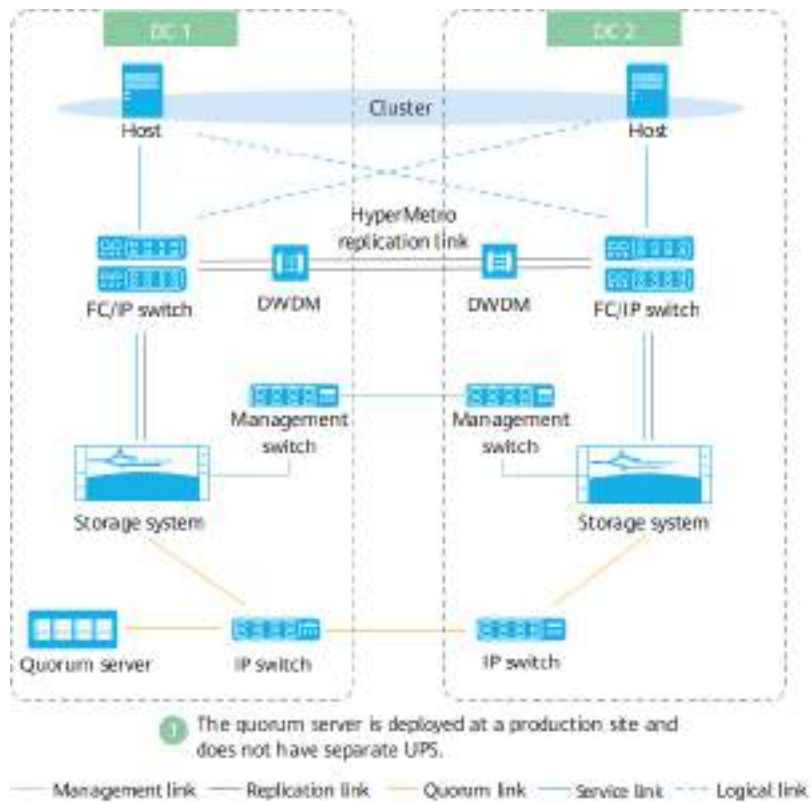 DC 1
DC 2
Cluster
Host
Host
HyperMetro
replication link
FC/IP switch
DWDM
DWDM
FC/IP switch
Management
switch
Management
switch
Storage system
Storage system
Quorum server
IP switch
IP switch
1 The quorum server is deployed at a production site and
does not have separate UPS.
Management link
Replication link
Quorum link
Service link
Logical link